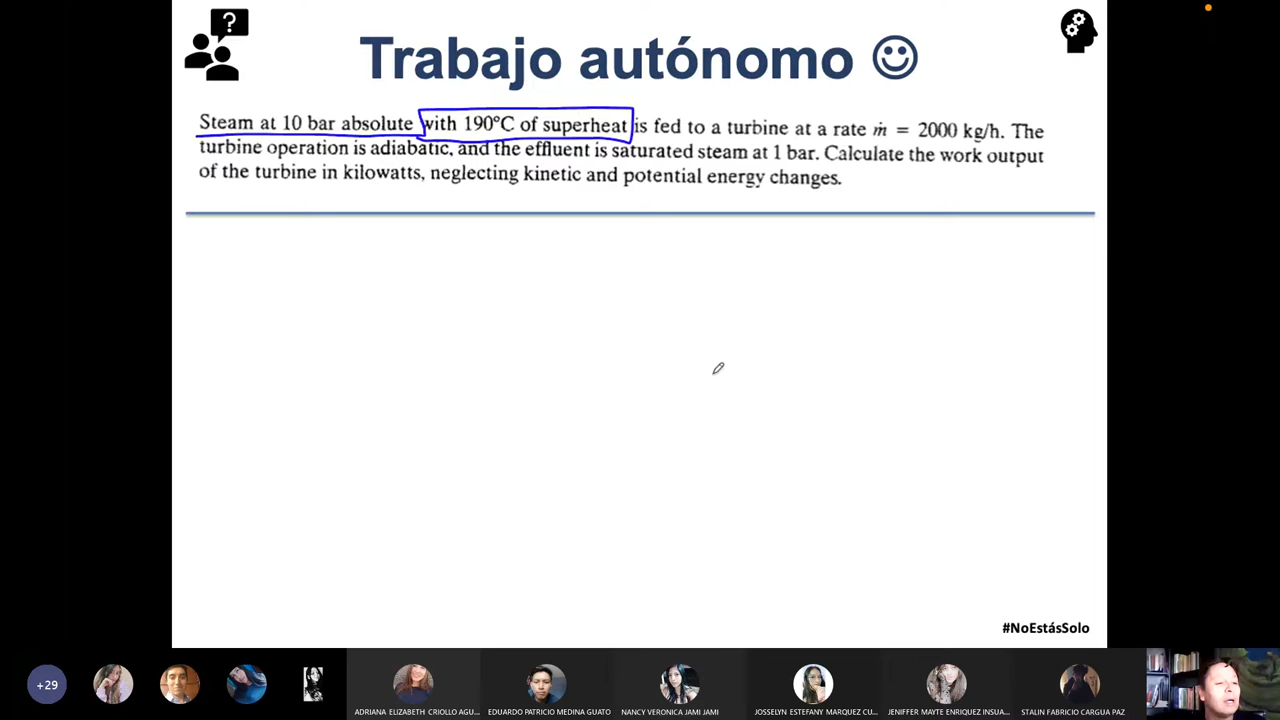 ?
Trabajo autónomo ☺
Steam at 10 bar absolute with 190°C of superheat is fed to a turbine at a rate ṁ = 2000 kg/h. The
turbine operation is adiabatic, and the effluent is saturated steam at 1 bar. Calculate the work output
of the turbine in kilowatts, neglecting kinetic and potential energy changes.
#NoEstásSolo
+29
ADRIANA ELIZABETH CRIOLLO AGU...
EDUARDO PATRICIO MEDINA GUATO
NANCY VERONICA JAMI JAMI
JOSSELYN ESTEFANY MARQUEZ CU...
JENIFFER MAYTE ENRIQUEZ INSUA...
STALIN FABRICIO CARGUA PAZ